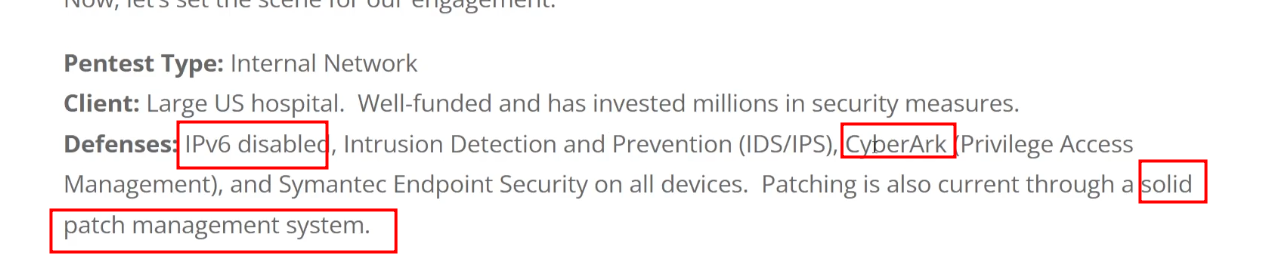 Now, let's set the scene for our engagement.
Pentest Type: Internal Network
Client: Large US hospital.  Well-funded and has invested millions in security measures.
Defenses: IPv6 disabled, Intrusion Detection and Prevention (IDS/IPS), CyberArk (Privilege Access
Management), and Symantec Endpoint Security on all devices.  Patching is also current through a solid
patch management system.